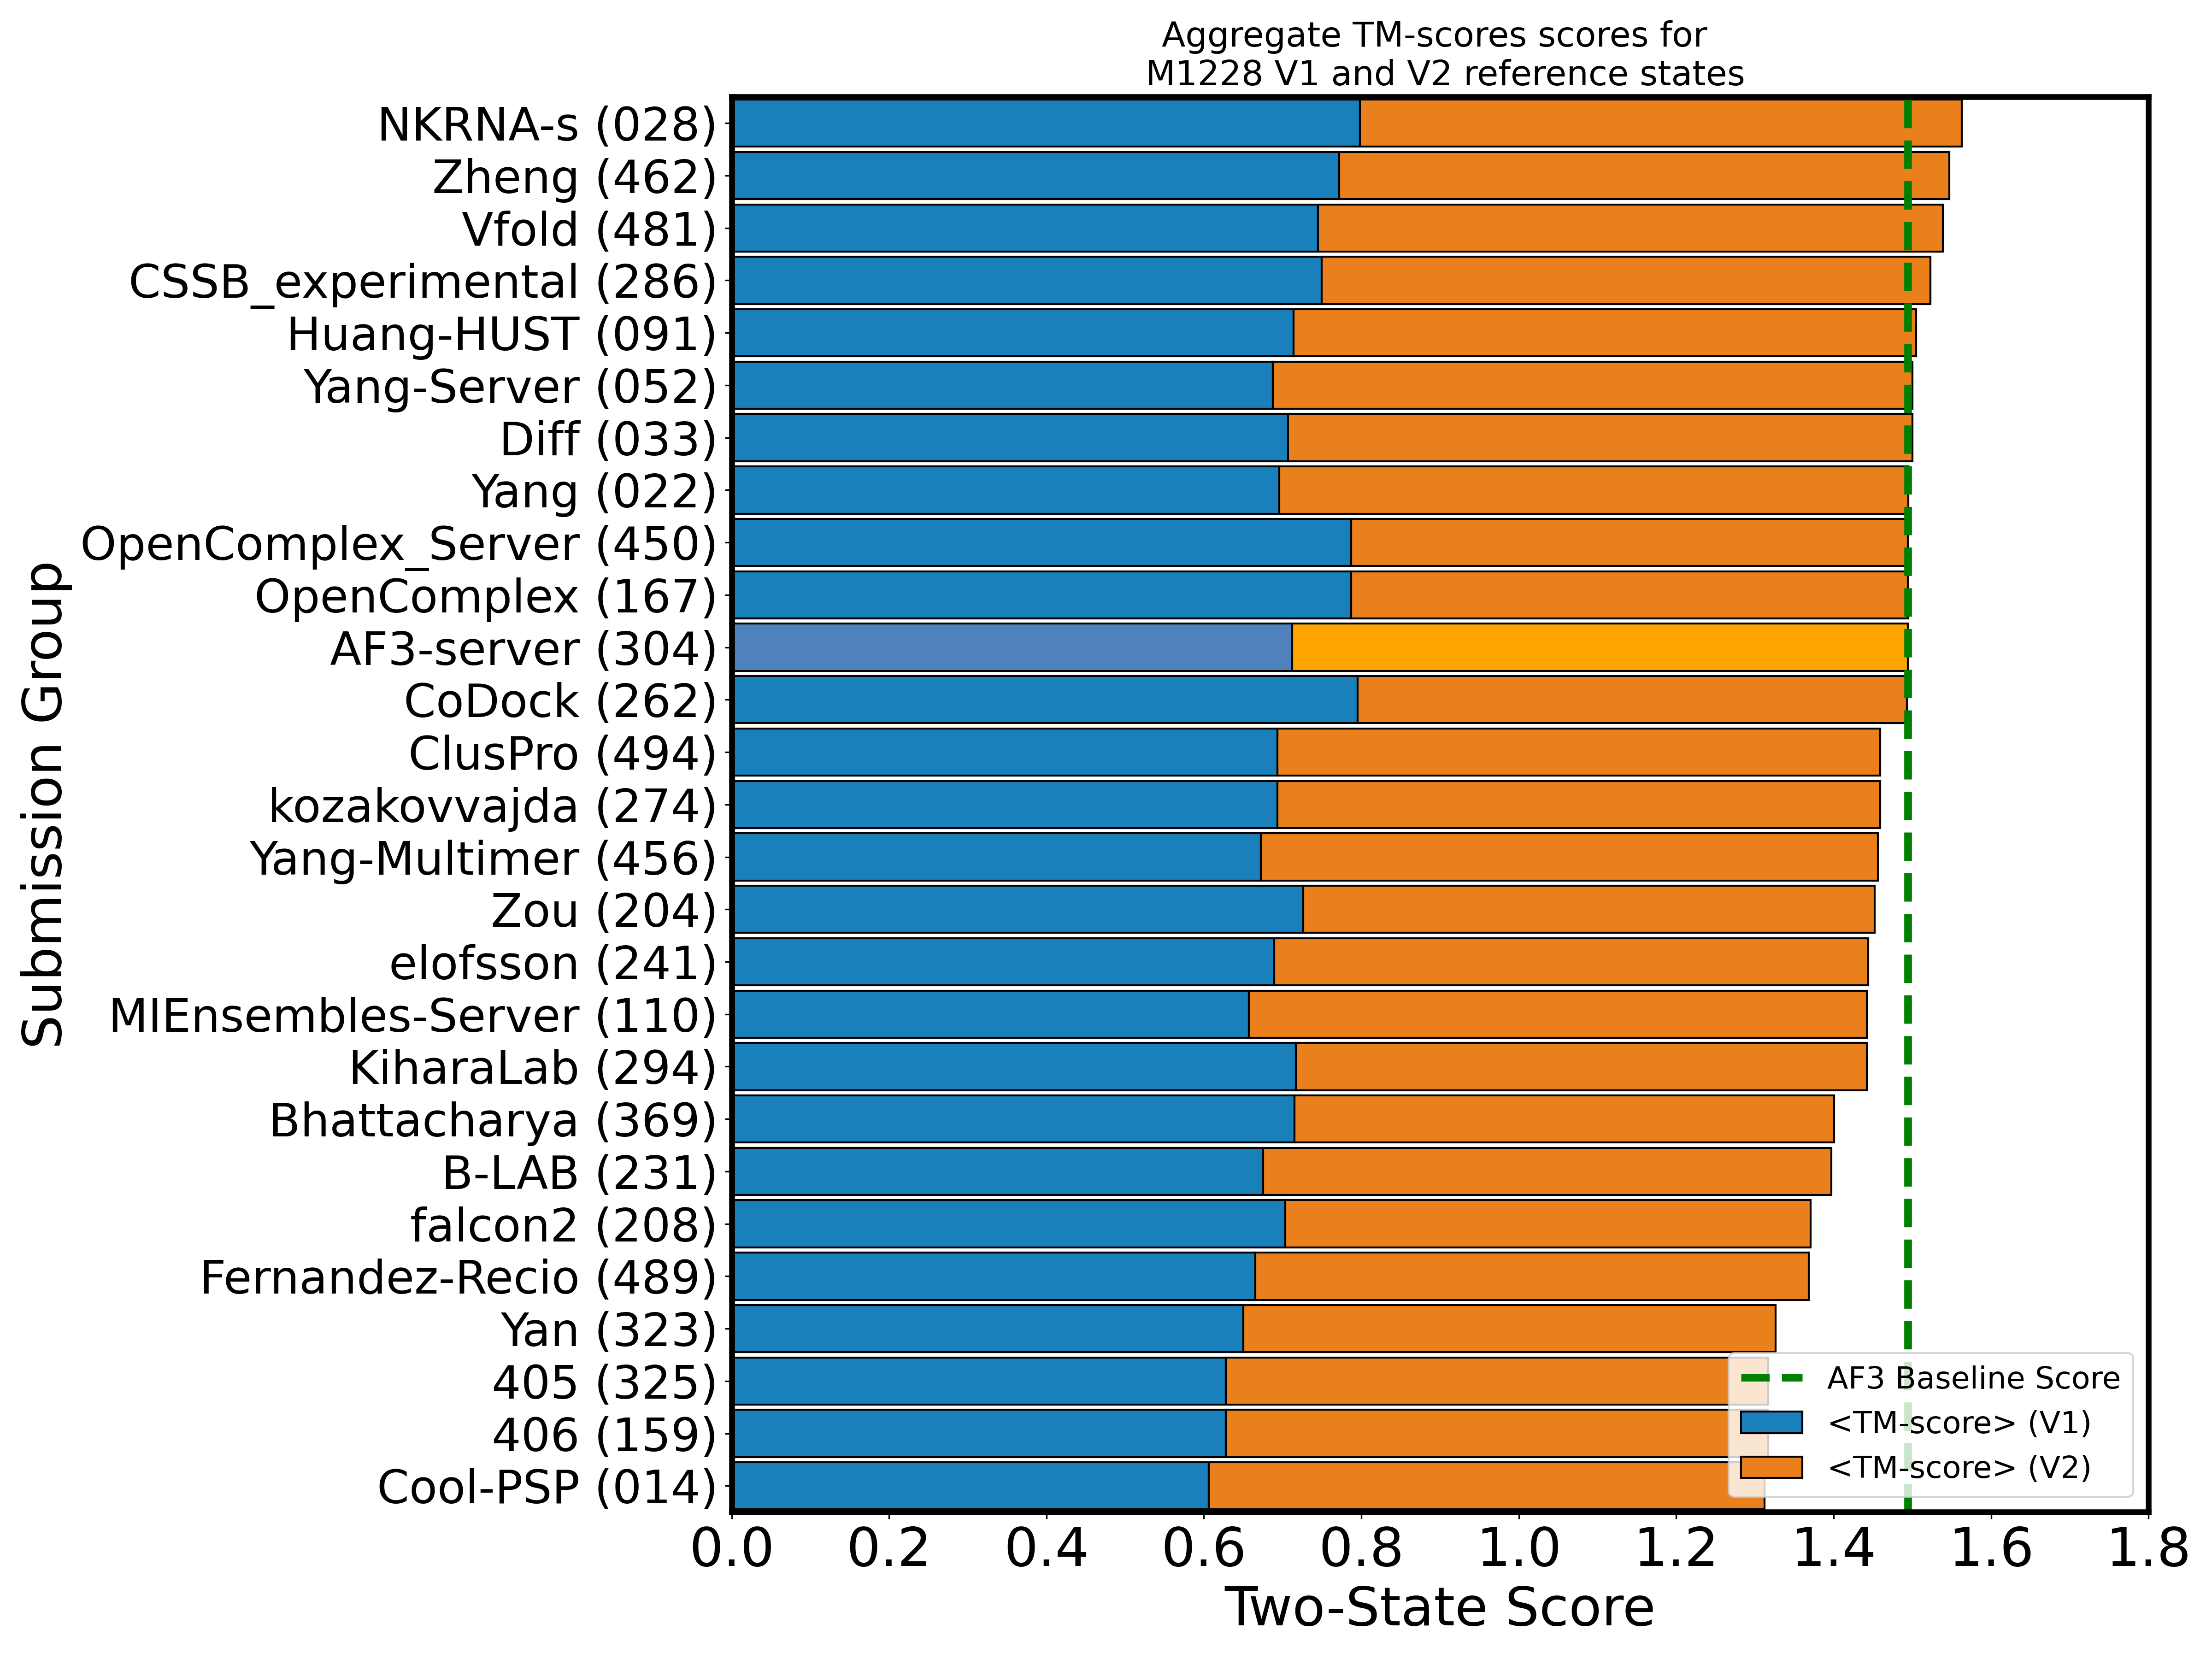 Aggregate TM-scores scores for
M1228 V1 and V2 reference states
Submission Group
NKRNA-s (028)
Zheng (462)
Vfold (481)
CSSB_experimental (286)
Huang-HUST (091)
Yang-Server (052)
Diff (033)
Yang (022)
OpenComplex_Server (450)
OpenComplex (167)
AF3-server (304)
CoDock (262)
ClusPro (494)
kozakovvajda (274)
Yang-Multimer (456)
Zou (204)
elofsson (241)
MIEnsembles-Server (110)
KiharaLab (294)
Bhattacharya (369)
B-LAB (231)
falcon2 (208)
Fernandez-Recio (489)
Yan (323)
405 (325)
406 (159)
Cool-PSP (014)
AF3 Baseline Score
<TM-score> (V1)
<TM-score> (V2)
0.0 0.2 0.4 0.6 0.8 1.0 1.2 1.4 1.6 1.8
Two-State Score